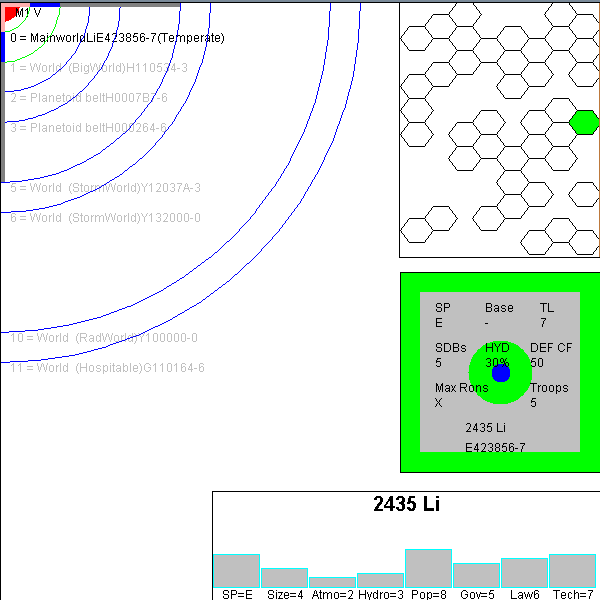 M1 V
0 = MainworldLiE423856-7(Temperate)
1 = World (BigWorld)H110534-3
2 = Planetoid beltH0007B7-6
3 = Planetoid beltH000264-6
5 = World (StormWorld)Y12037A-3
6 = World (StormWorld)Y132000-0
10 = World (RadWorld)Y100000-0
11 = World (Hospitable)G110164-6
SP Base TL
E - 7
SDBs HYD DEF CF
5 30% 50
Max Rons Troops
X 5
2435 Li
E423856-7
2435 Li
SP=E Size=4 Atmo=2 Hydro=3 Pop=8 Gov=5 Law6 Tech=7